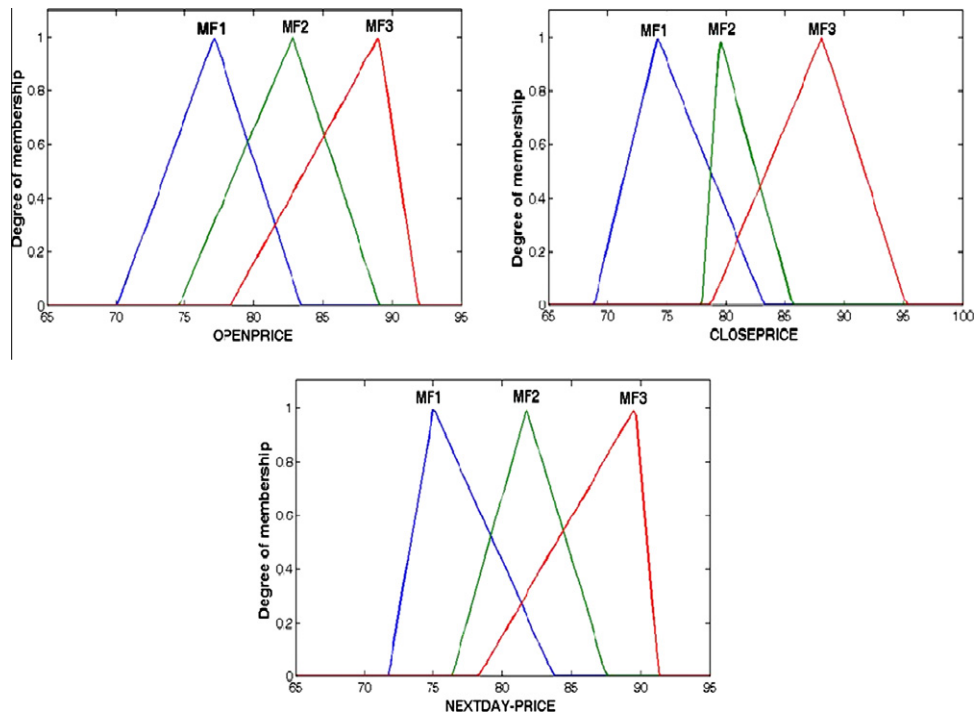 MF1 MF2 MF3
1
0.8
0.6
0.4
0.2
0
Degree of membership
65 70 75 80 85 90 95
OPENPRICE
MF1 MF2 MF3
1
0.8
0.6
0.4
0.2
0
Degree of membership
65 70 75 80 85 90 95 100
CLOSEPRICE
MF1 MF2 MF3
1
0.8
0.6
0.4
0.2
0
Degree of membership
65 70 75 80 85 90 95
NEXTDAY-PRICE